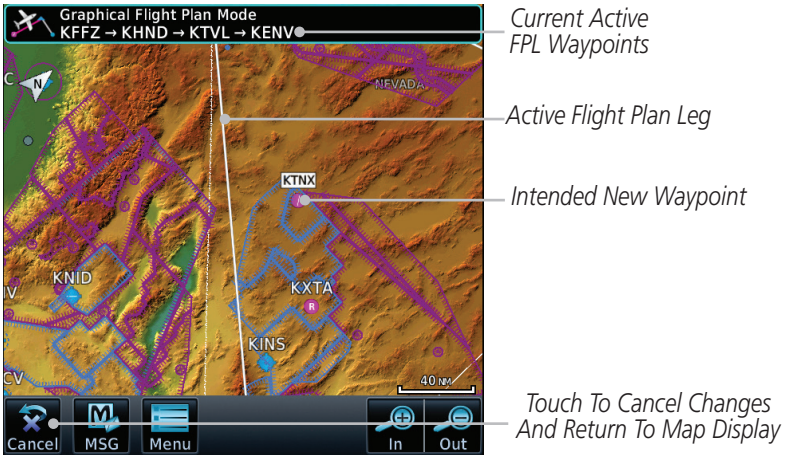 Graphical Flight Plan Mode
KFFZ → KHND → KTVL → KENV
Current Active
FPL Waypoints
C
N
NEVADA
Active Flight Plan Leg
KTNX
Intended New Waypoint
KNID
IV
KXTA
R
KINS
CV
40 NM
Touch To Cancel Changes
And Return To Map Display
Cancel
MSG
Menu
In
Out